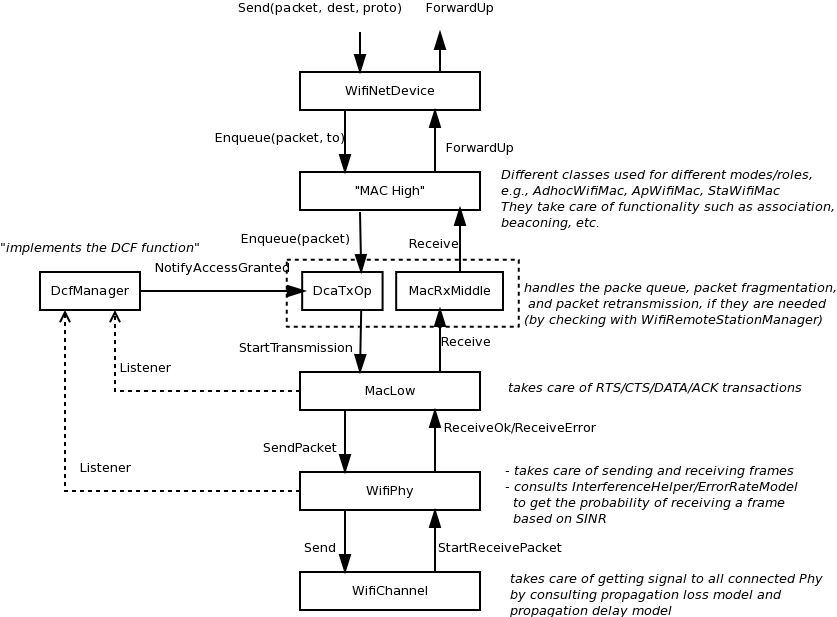 Send(packet, dest, proto) ForwardUp
WifiNetDevice
Enqueue(packet, to)
ForwardUp
"MAC High"
Different classes used for different modes/roles,
e.g., AdhocWifiMac, ApWifiMac, StaWifiMac
They take care of functionality such as association,
beaconing, etc.
Enqueue(packet)
Receive
"implements the DCF function"
NotifyAccessGranted
DcfManager
DcaTxOp
MacRxMiddle
handles the packe queue, packet fragmentation,
and packet retransmission, if they are needed
(by checking with WifiRemoteStationManager)
StartTransmission
Receive
Listener
MacLow
takes care of RTS/CTS/DATA/ACK transactions
SendPacket
ReceiveOk/ReceiveError
Listener
WifiPhy
- takes care of sending and receiving frames
- consults InterferenceHelper/ErrorRateModel
to get the probability of receiving a frame
based on SINR
Send
StartReceivePacket
WifiChannel
takes care of getting signal to all connected Phy
by consulting propagation loss model and
propagation delay model